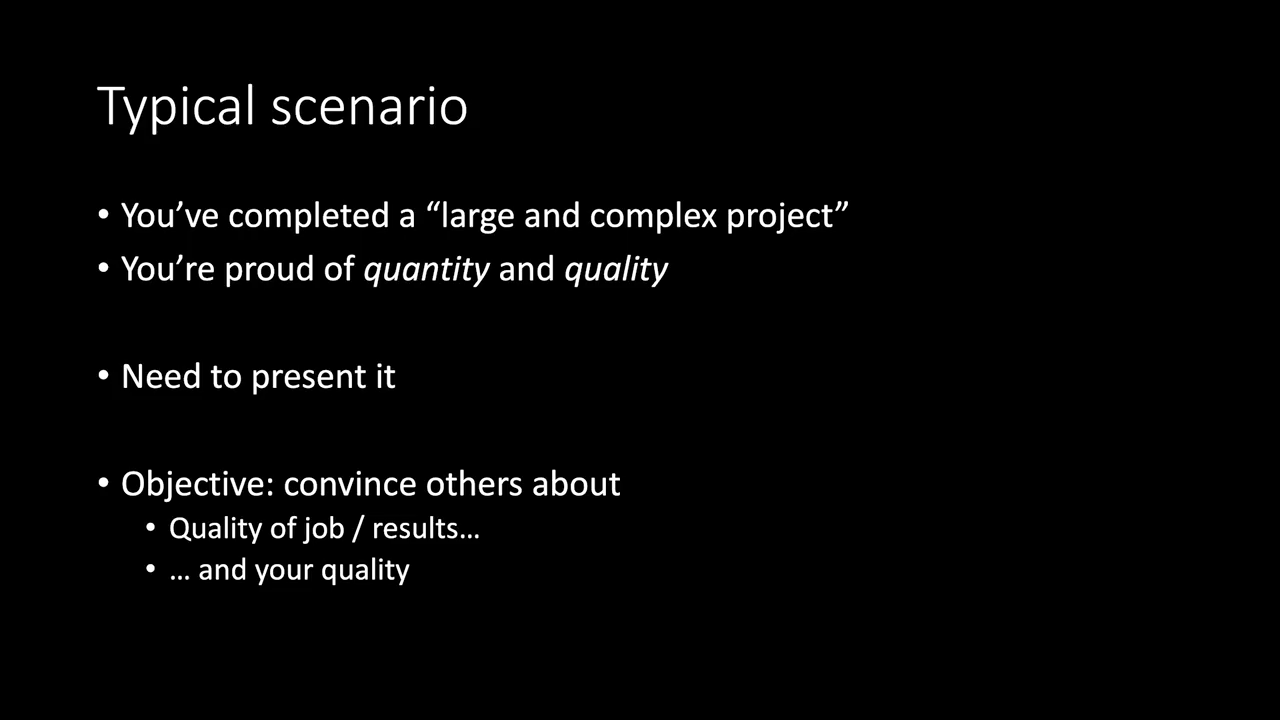 Typical scenario
• You’ve completed a “large and complex project”
• You’re proud of quantity and quality
• Need to present it
• Objective: convince others about
• Quality of job / results…
• … and your quality